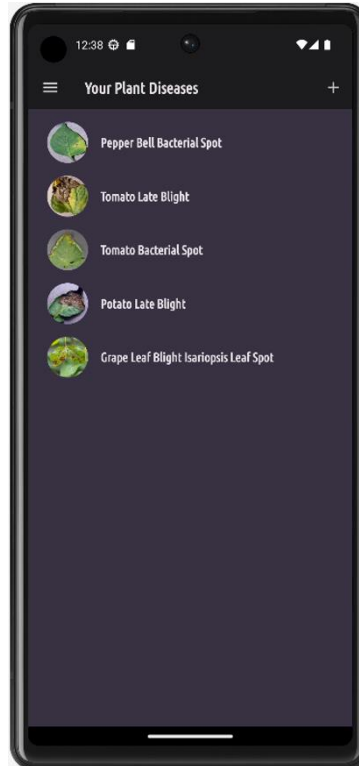 12:38
Your Plant Diseases
Pepper Bell Bacterial Spot
Tomato Late Blight
Tomato Bacterial Spot
Potato Late Blight
Grape Leaf Blight Isariopsis Leaf Spot